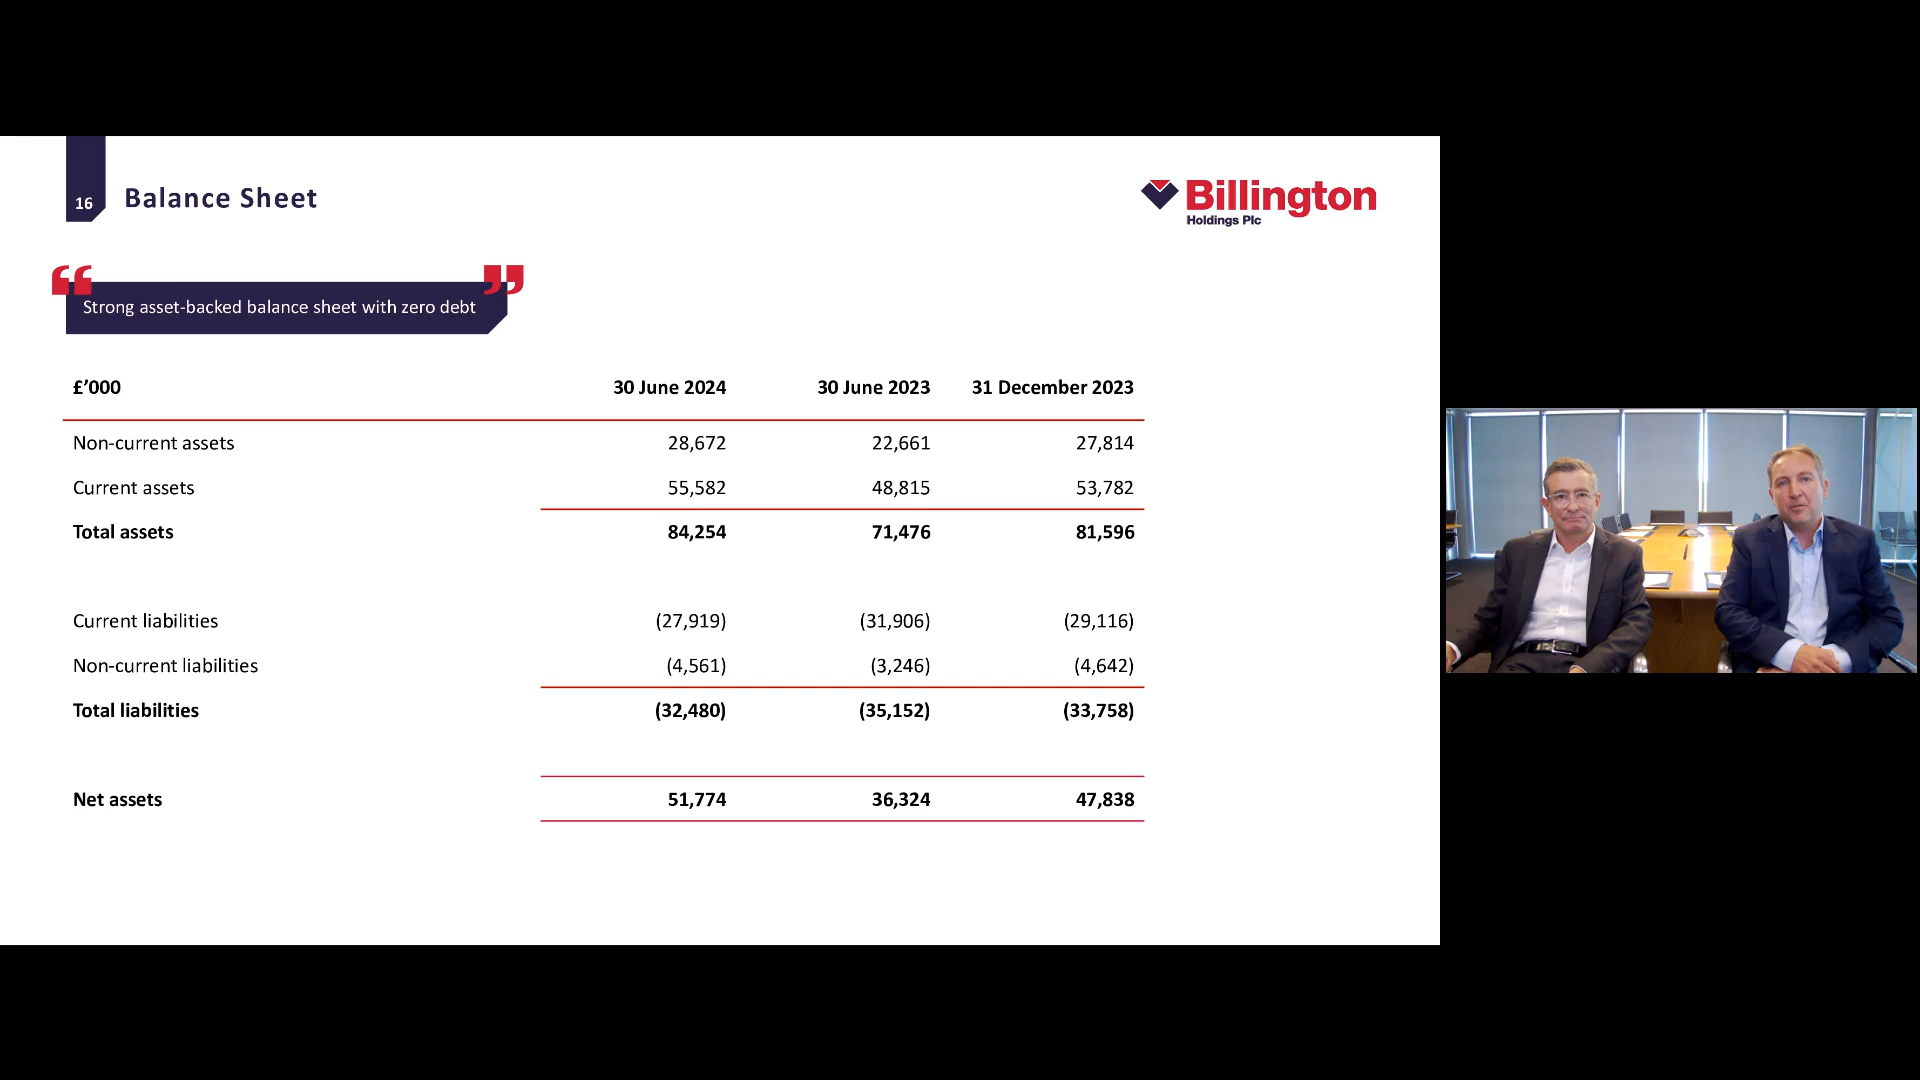 16
Balance Sheet
Billington
Holdings Plc
“ ”
Strong asset-backed balance sheet with zero debt
£’000 30 June 2024 30 June 2023 31 December 2023
Non-current assets 28,672 22,661 27,814
Current assets 55,582 48,815 53,782
Total assets 84,254 71,476 81,596
Current liabilities (27,919) (31,906) (29,116)
Non-current liabilities (4,561) (3,246) (4,642)
Total liabilities (32,480) (35,152) (33,758)
Net assets 51,774 36,324 47,838